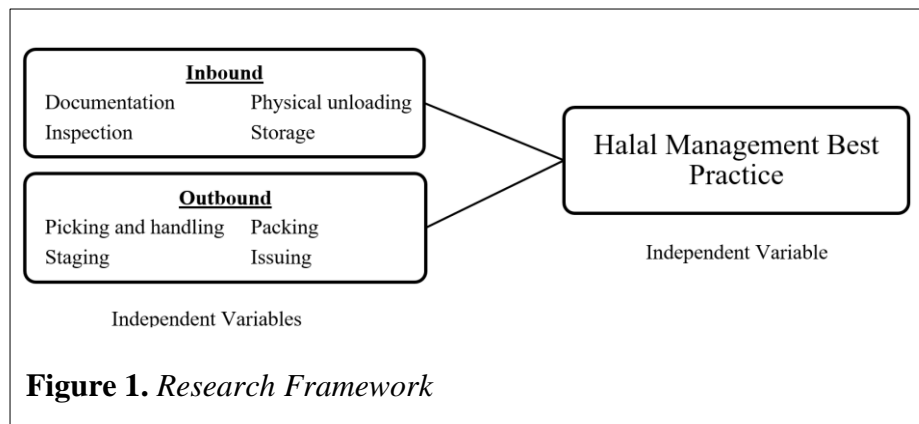 Inbound
Documentation Physical unloading
Inspection Storage
Outbound
Picking and handling Packing
Staging Issuing
Independent Variables
Halal Management Best
Practice
Independent Variable
Figure 1. Research Framework